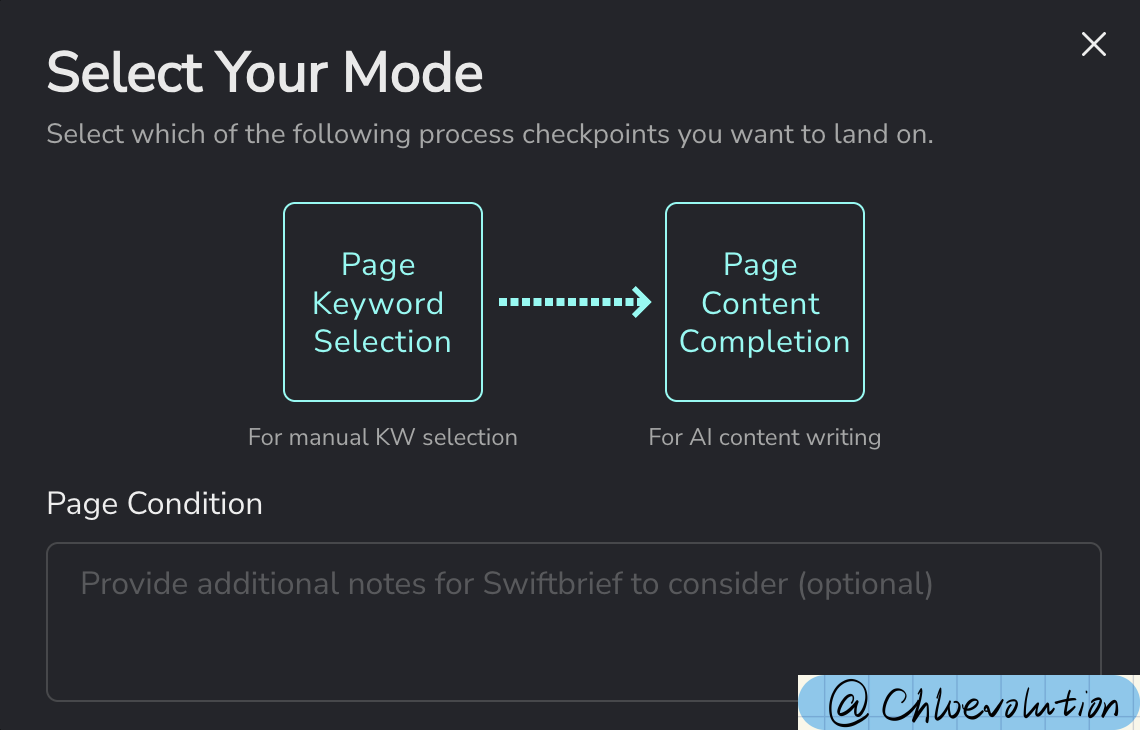 Select Your Mode
Select which of the following process checkpoints you want to land on.
Page
Keyword
Selection
Page
Content
Completion
For manual KW selection
For AI content writing
Page Condition
Provide additional notes for Swiftbrief to consider (optional)
@Chloevolution